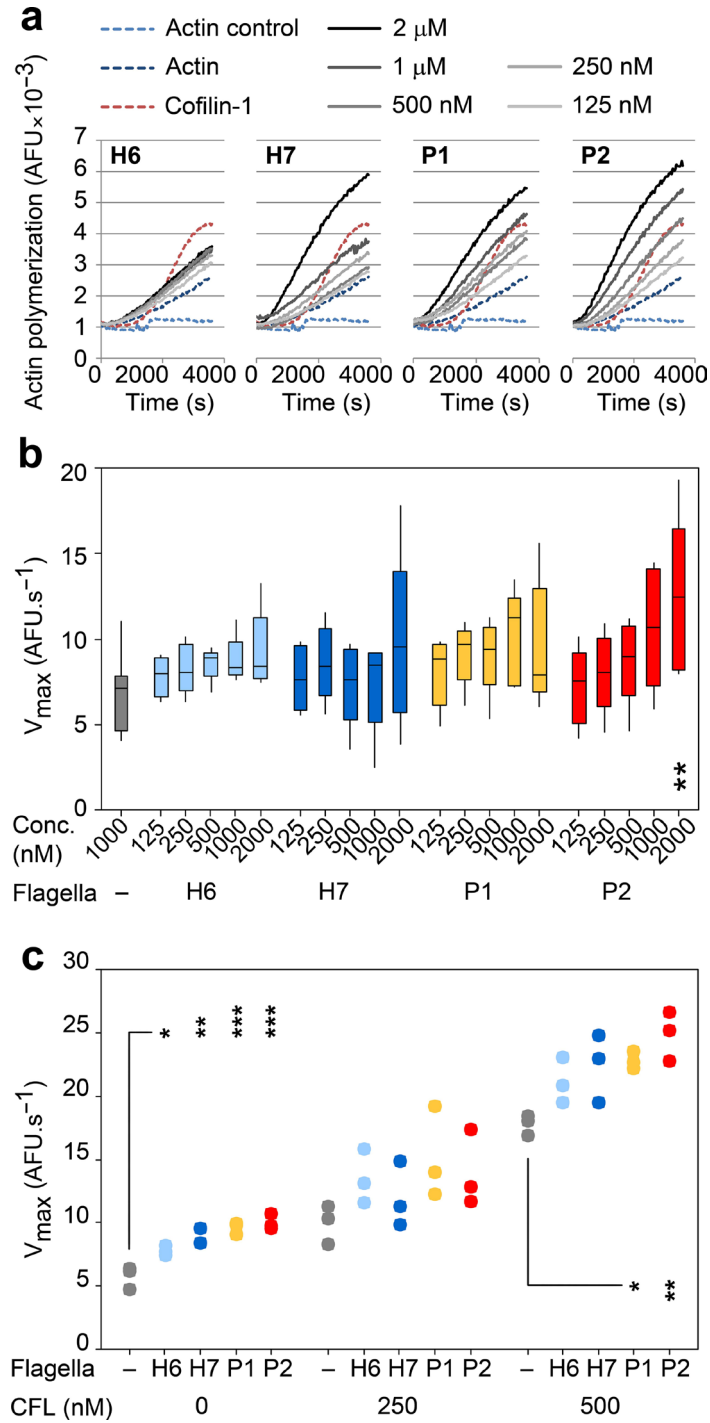 a
Actin control
Actin
Cofilin-1
2 μM
1 μM
500 nM
250 nM
125 nM
Actin polymerization (AFU×10⁻³)
7
6
5
4
3
2
1
0
H6
H7
P1
P2
0 2000 4000 0 2000 4000 0 2000 4000 0 2000 4000
Time (s) Time (s) Time (s) Time (s)
b
Vmax (AFU.s⁻¹)
20
15
10
5
0
**
Conc. (nM)
1000 125 250 500 1000 2000 125 250 500 1000 2000 125 250 500 1000 2000 125 250 500 1000 2000
Flagella – H6 H7 P1 P2
c
Vmax (AFU.s⁻¹)
30
25
20
15
10
5
0
* ** *** ***
* **
Flagella – H6 H7 P1 P2 – H6 H7 P1 P2 – H6 H7 P1 P2
CFL (nM) 0 250 500